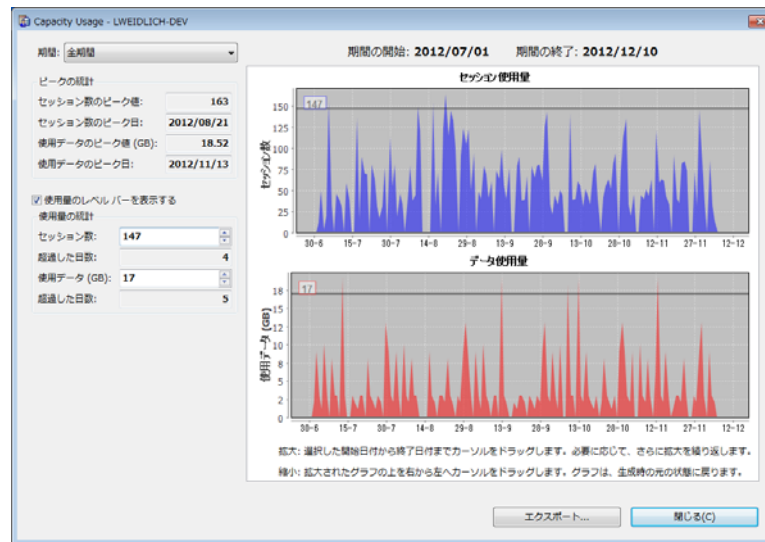 Capacity Usage - LWEIDLICH-DEV
期間: 全期間
期間の開始: 2012/07/01 期間の終了: 2012/12/10
ピークの統計
セッション数のピーク値: 163
セッション数のピーク日: 2012/08/21
使用データのピーク値 (GB): 18.52
使用データのピーク日: 2012/11/13
使用量のレベル バーを表示する
使用量の統計
セッション数: 147
超過した日数: 4
使用データ (GB): 17
超過した日数: 5
セッション使用量
147
セッション数
150
125
100
75
50
25
0
30-6 15-7 30-7 14-8 29-8 13-9 28-9 13-10 28-10 12-11 27-11 12-12
データ使用量
17
使用データ (GB)
18
15
12
10
8
5
2
0
30-6 15-7 30-7 14-8 29-8 13-9 28-9 13-10 28-10 12-11 27-11 12-12
拡大: 選択した開始日付から終了日付までカーソルをドラッグします。必要に応じて、さらに拡大を繰り返します。
縮小: 拡大されたグラフの上を右から左へカーソルをドラッグします。グラフは、生成時の元の状態に戻ります。
エクスポート...
閉じる(C)